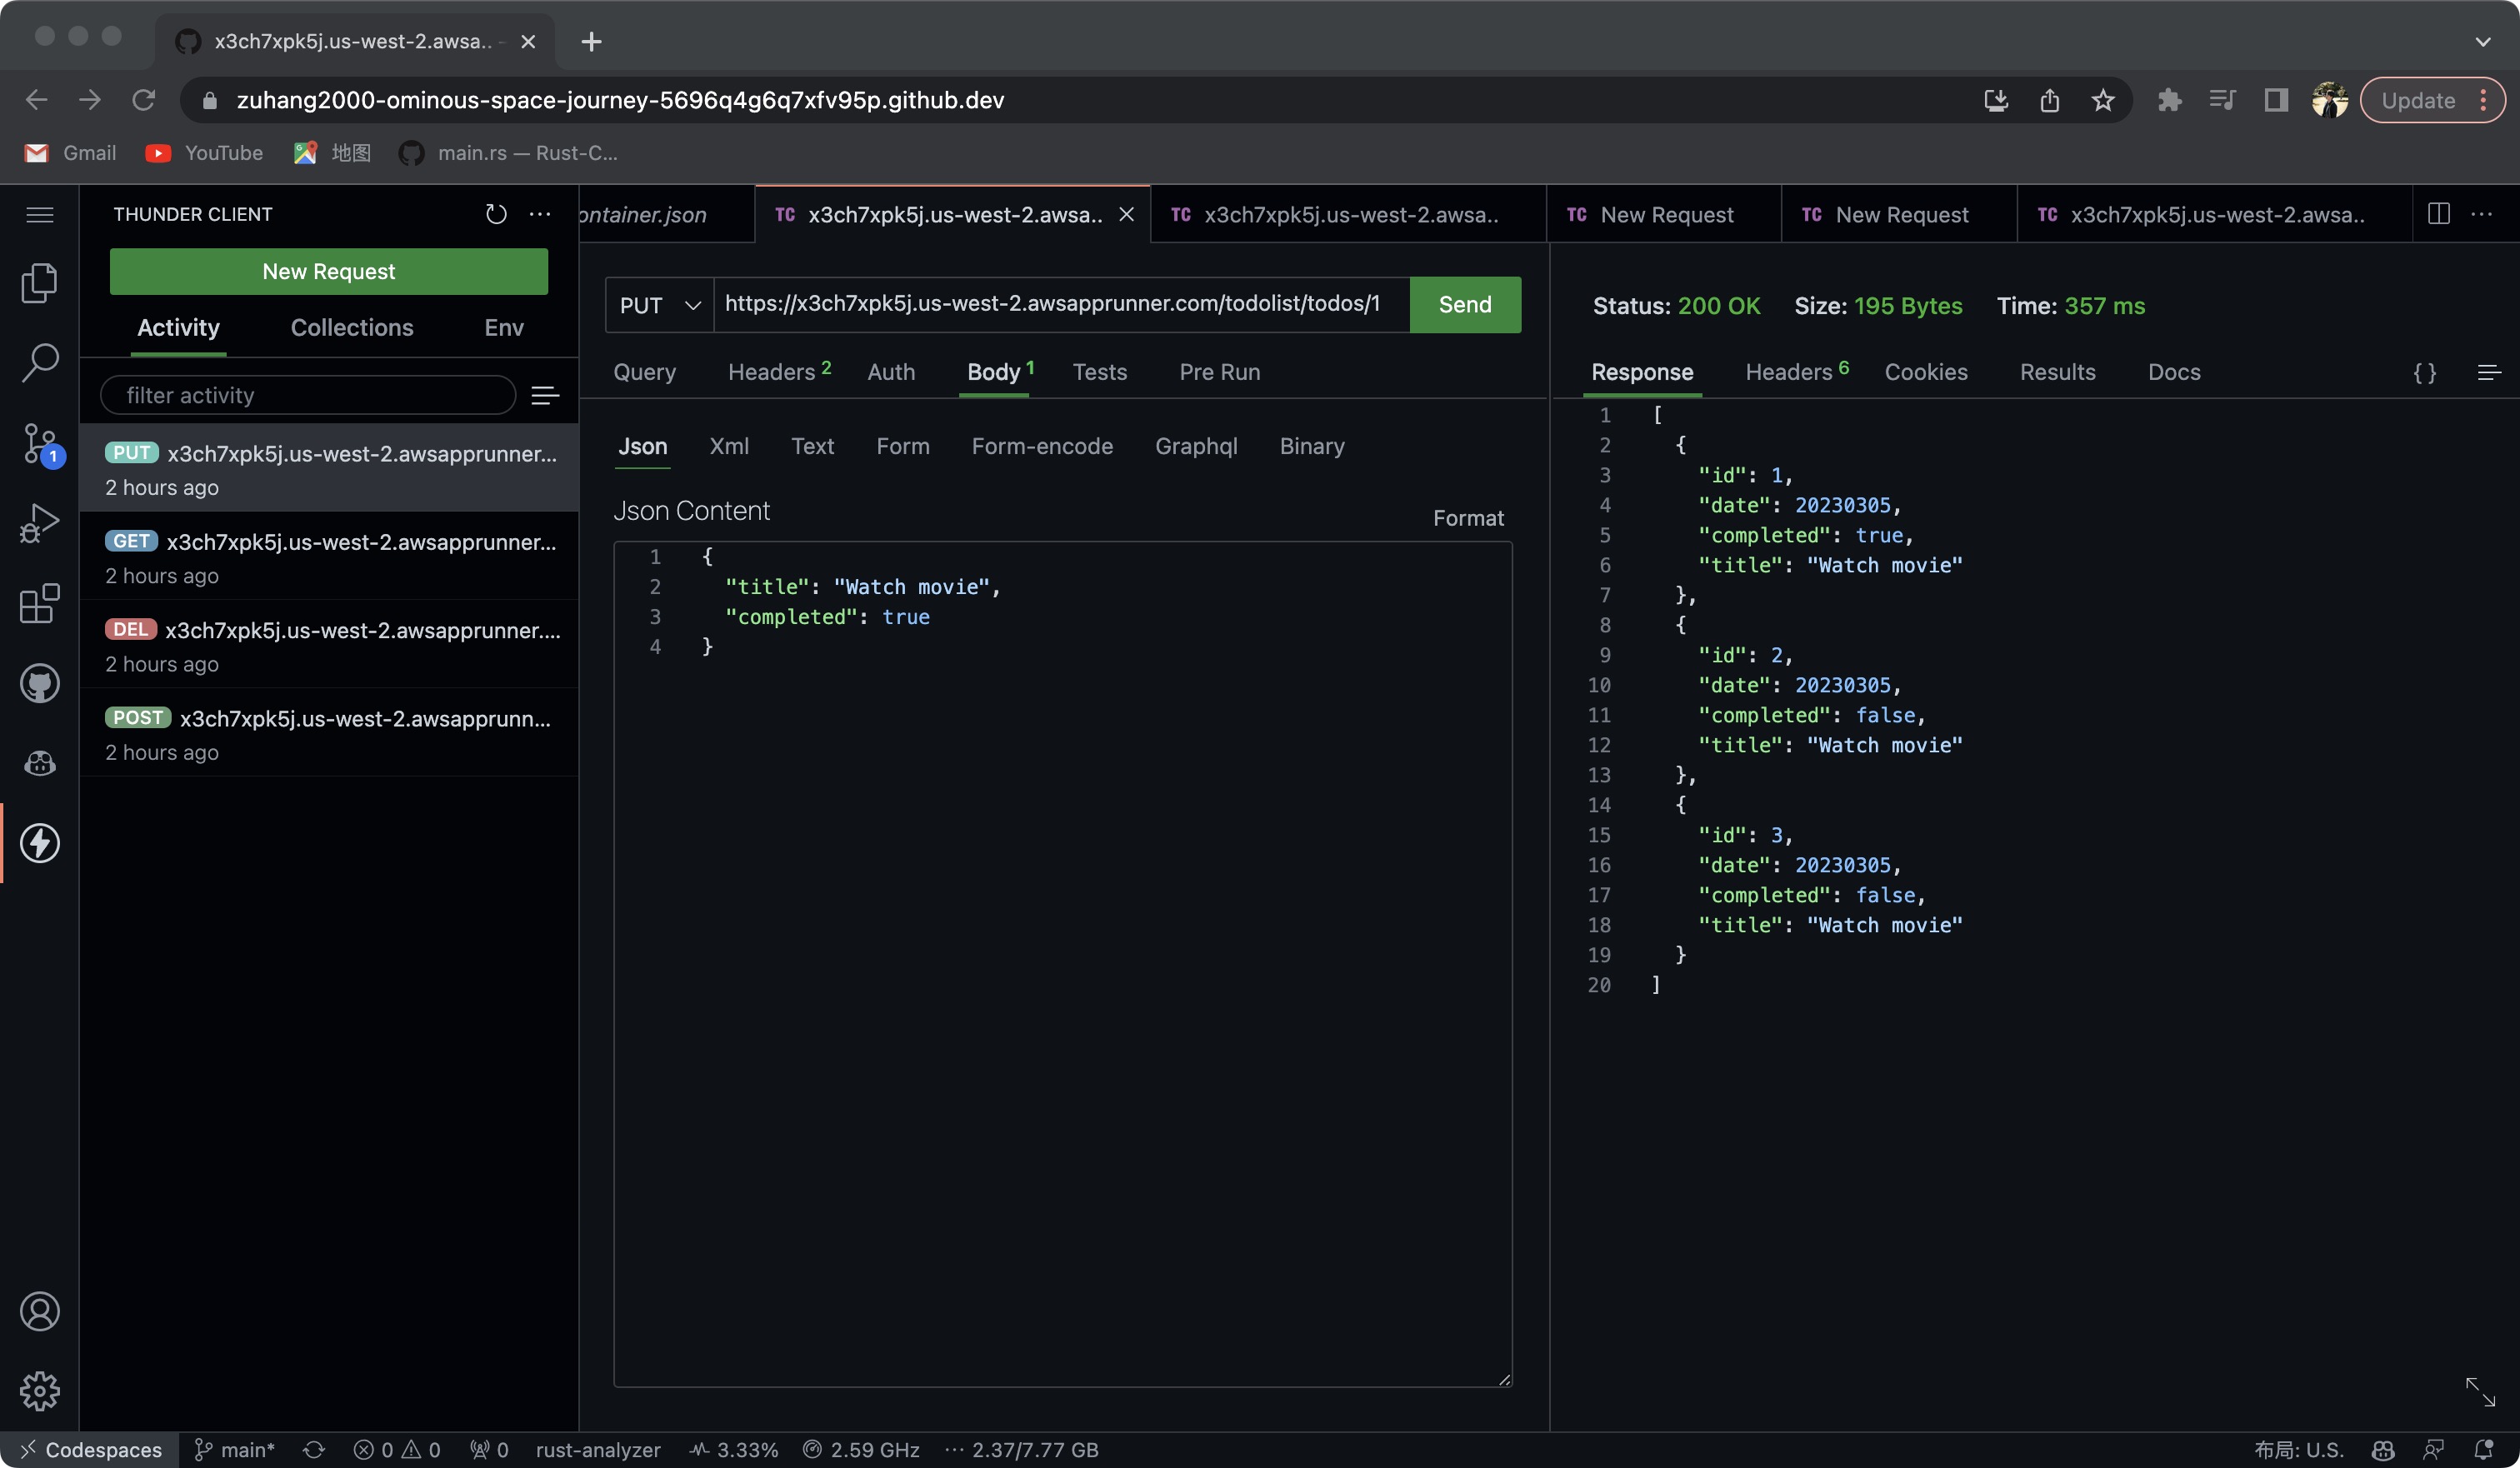 x3ch7xpk5j.us-west-2.awsa..
zuhang2000-ominous-space-journey-5696q4g6q7xfv95p.github.dev
Update
Gmail YouTube 地图 main.rs — Rust-C...
THUNDER CLIENT
ontainer.json
TC x3ch7xpk5j.us-west-2.awsa..
TC x3ch7xpk5j.us-west-2.awsa..
TC New Request
TC New Request
TC x3ch7xpk5j.us-west-2.awsa..
New Request
Activity Collections Env
filter activity
PUT x3ch7xpk5j.us-west-2.awsapprunner...
2 hours ago
GET x3ch7xpk5j.us-west-2.awsapprunner...
2 hours ago
DEL x3ch7xpk5j.us-west-2.awsapprunner....
2 hours ago
POST x3ch7xpk5j.us-west-2.awsapprunn...
2 hours ago
1
PUT https://x3ch7xpk5j.us-west-2.awsapprunner.com/todolist/todos/1 Send
Query Headers 2 Auth Body 1 Tests Pre Run
Json Xml Text Form Form-encode Graphql Binary
Json Content
Format
1 {
2 "title": "Watch movie",
3 "completed": true
4 }
Status: 200 OK Size: 195 Bytes Time: 357 ms
Response Headers 6 Cookies Results Docs { }
1 [
2 {
3 "id": 1,
4 "date": 20230305,
5 "completed": true,
6 "title": "Watch movie"
7 },
8 {
9 "id": 2,
10 "date": 20230305,
11 "completed": false,
12 "title": "Watch movie"
13 },
14 {
15 "id": 3,
16 "date": 20230305,
17 "completed": false,
18 "title": "Watch movie"
19 }
20 ]
Codespaces main* 0 0 0 rust-analyzer 3.33% 2.59 GHz ··· 2.37/7.77 GB 布局: U.S.